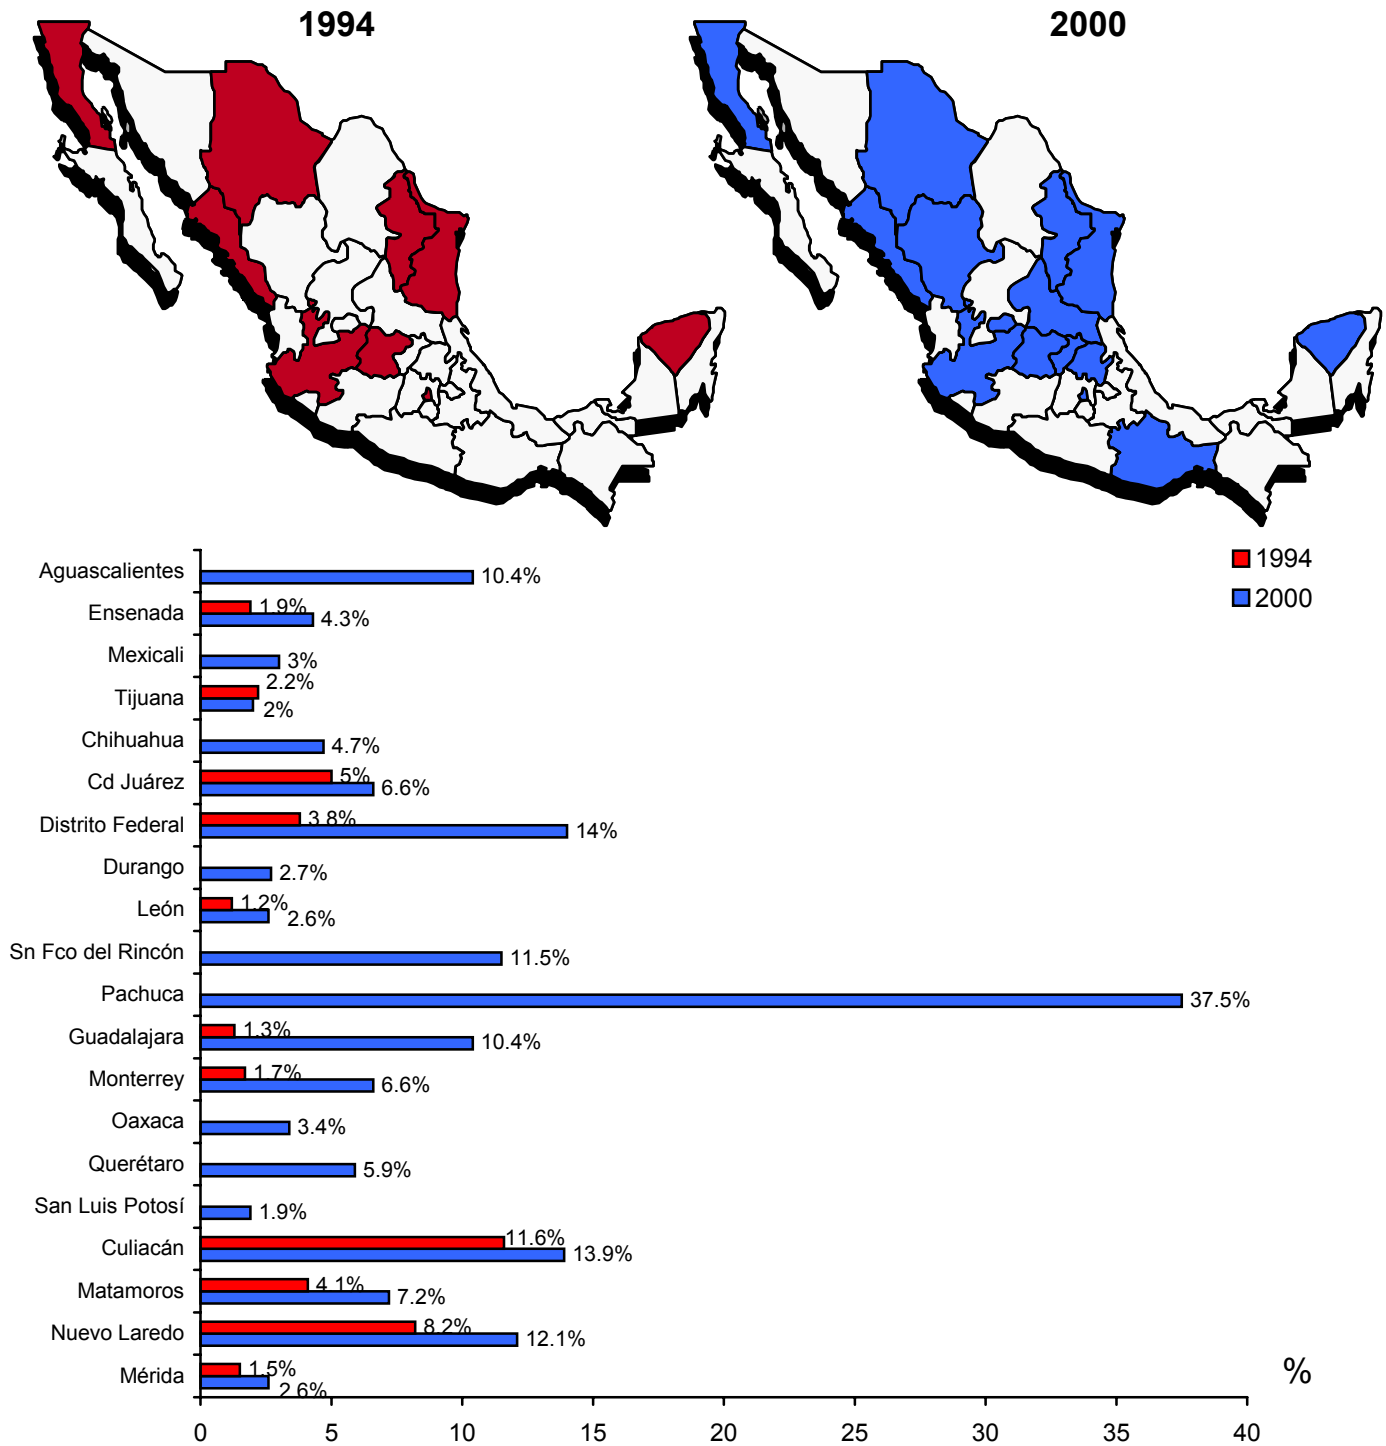 1994 2000
1994
2000
Aguascalientes 10.4%
Ensenada 1.9% 4.3%
Mexicali 3%
Tijuana 2.2% 2%
Chihuahua 4.7%
Cd Juárez 5% 6.6%
Distrito Federal 3.8% 14%
Durango 2.7%
León 1.2% 2.6%
Sn Fco del Rincón 11.5%
Pachuca 37.5%
Guadalajara 1.3% 10.4%
Monterrey 1.7% 6.6%
Oaxaca 3.4%
Querétaro 5.9%
San Luis Potosí 1.9%
Culiacán 11.6% 13.9%
Matamoros 4.1% 7.2%
Nuevo Laredo 8.2% 12.1%
Mérida 1.5% 2.6%
%
0 5 10 15 20 25 30 35 40